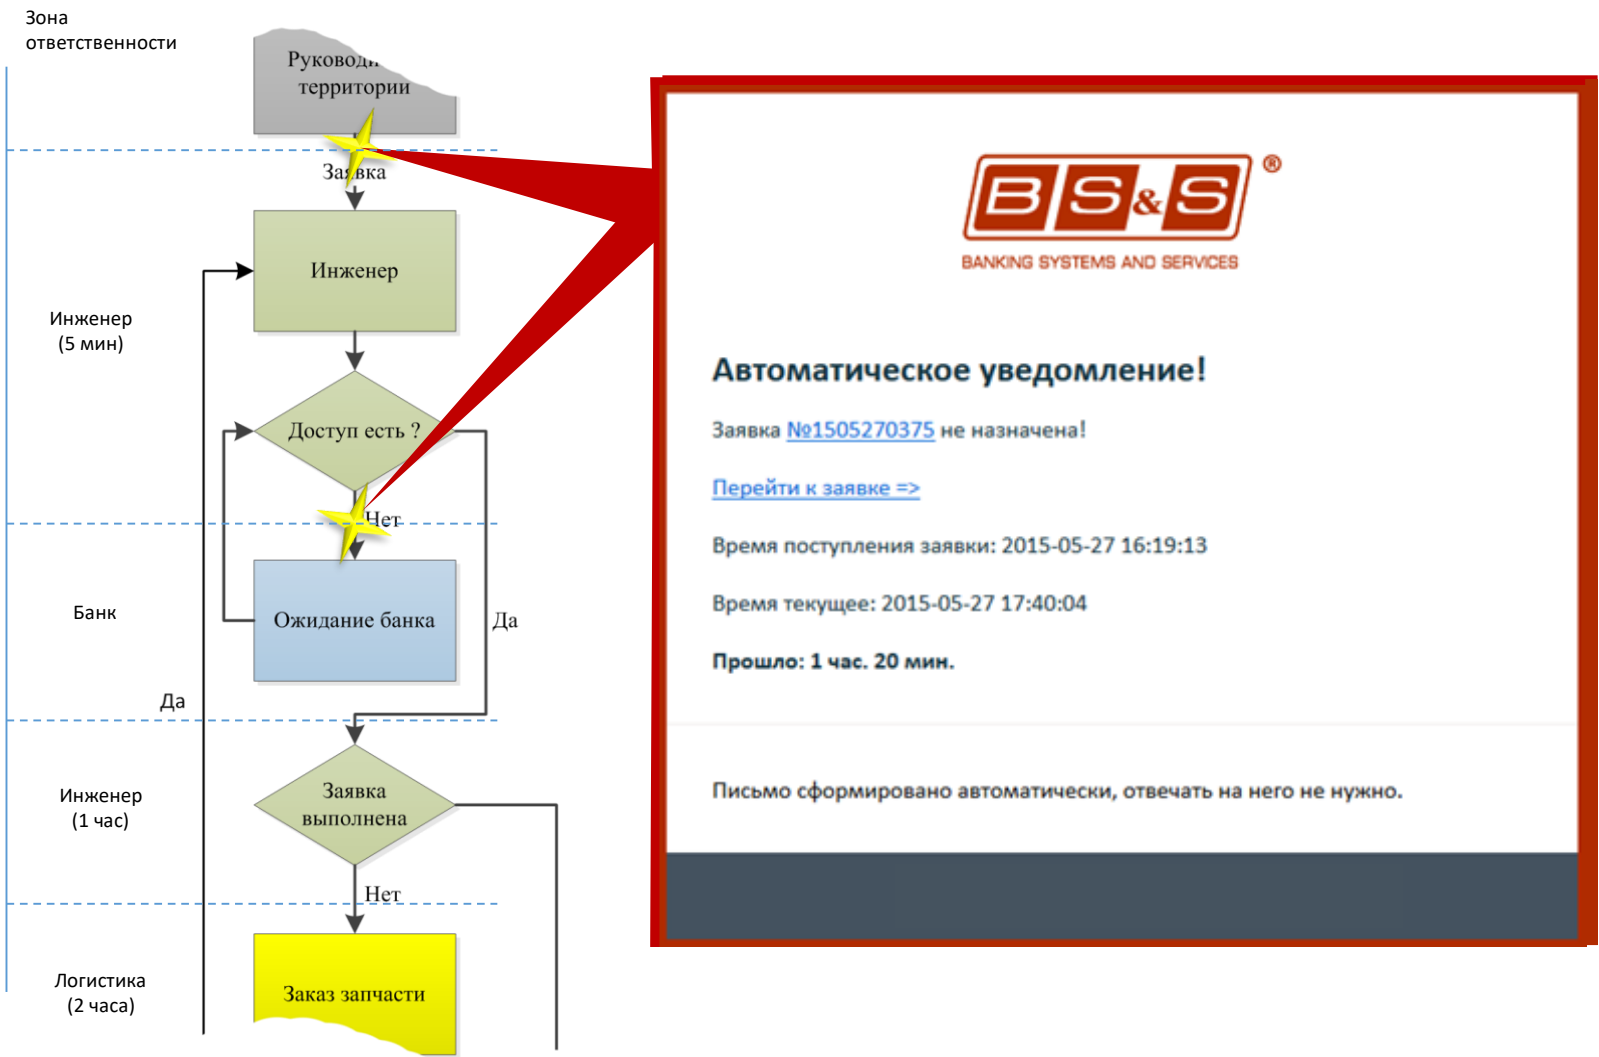 Зона
ответственности
территории
Заявка
Инженер
Инженер
(5 мин)
Доступ есть ?
Нет
Банк
Ожидание банка
Да
Да
Инженер
(1 час)
Заявка
выполнена
Нет
Логистика
(2 часа)
Заказ запчасти
BS&S®
BANKING SYSTEMS AND SERVICES
Автоматическое уведомление!
Заявка №1505270375 не назначена!
Перейти к заявке =>
Время поступления заявки: 2015-05-27 16:19:13
Время текущее: 2015-05-27 17:40:04
Прошло: 1 час. 20 мин.
Письмо сформировано автоматически, отвечать на него не нужно.